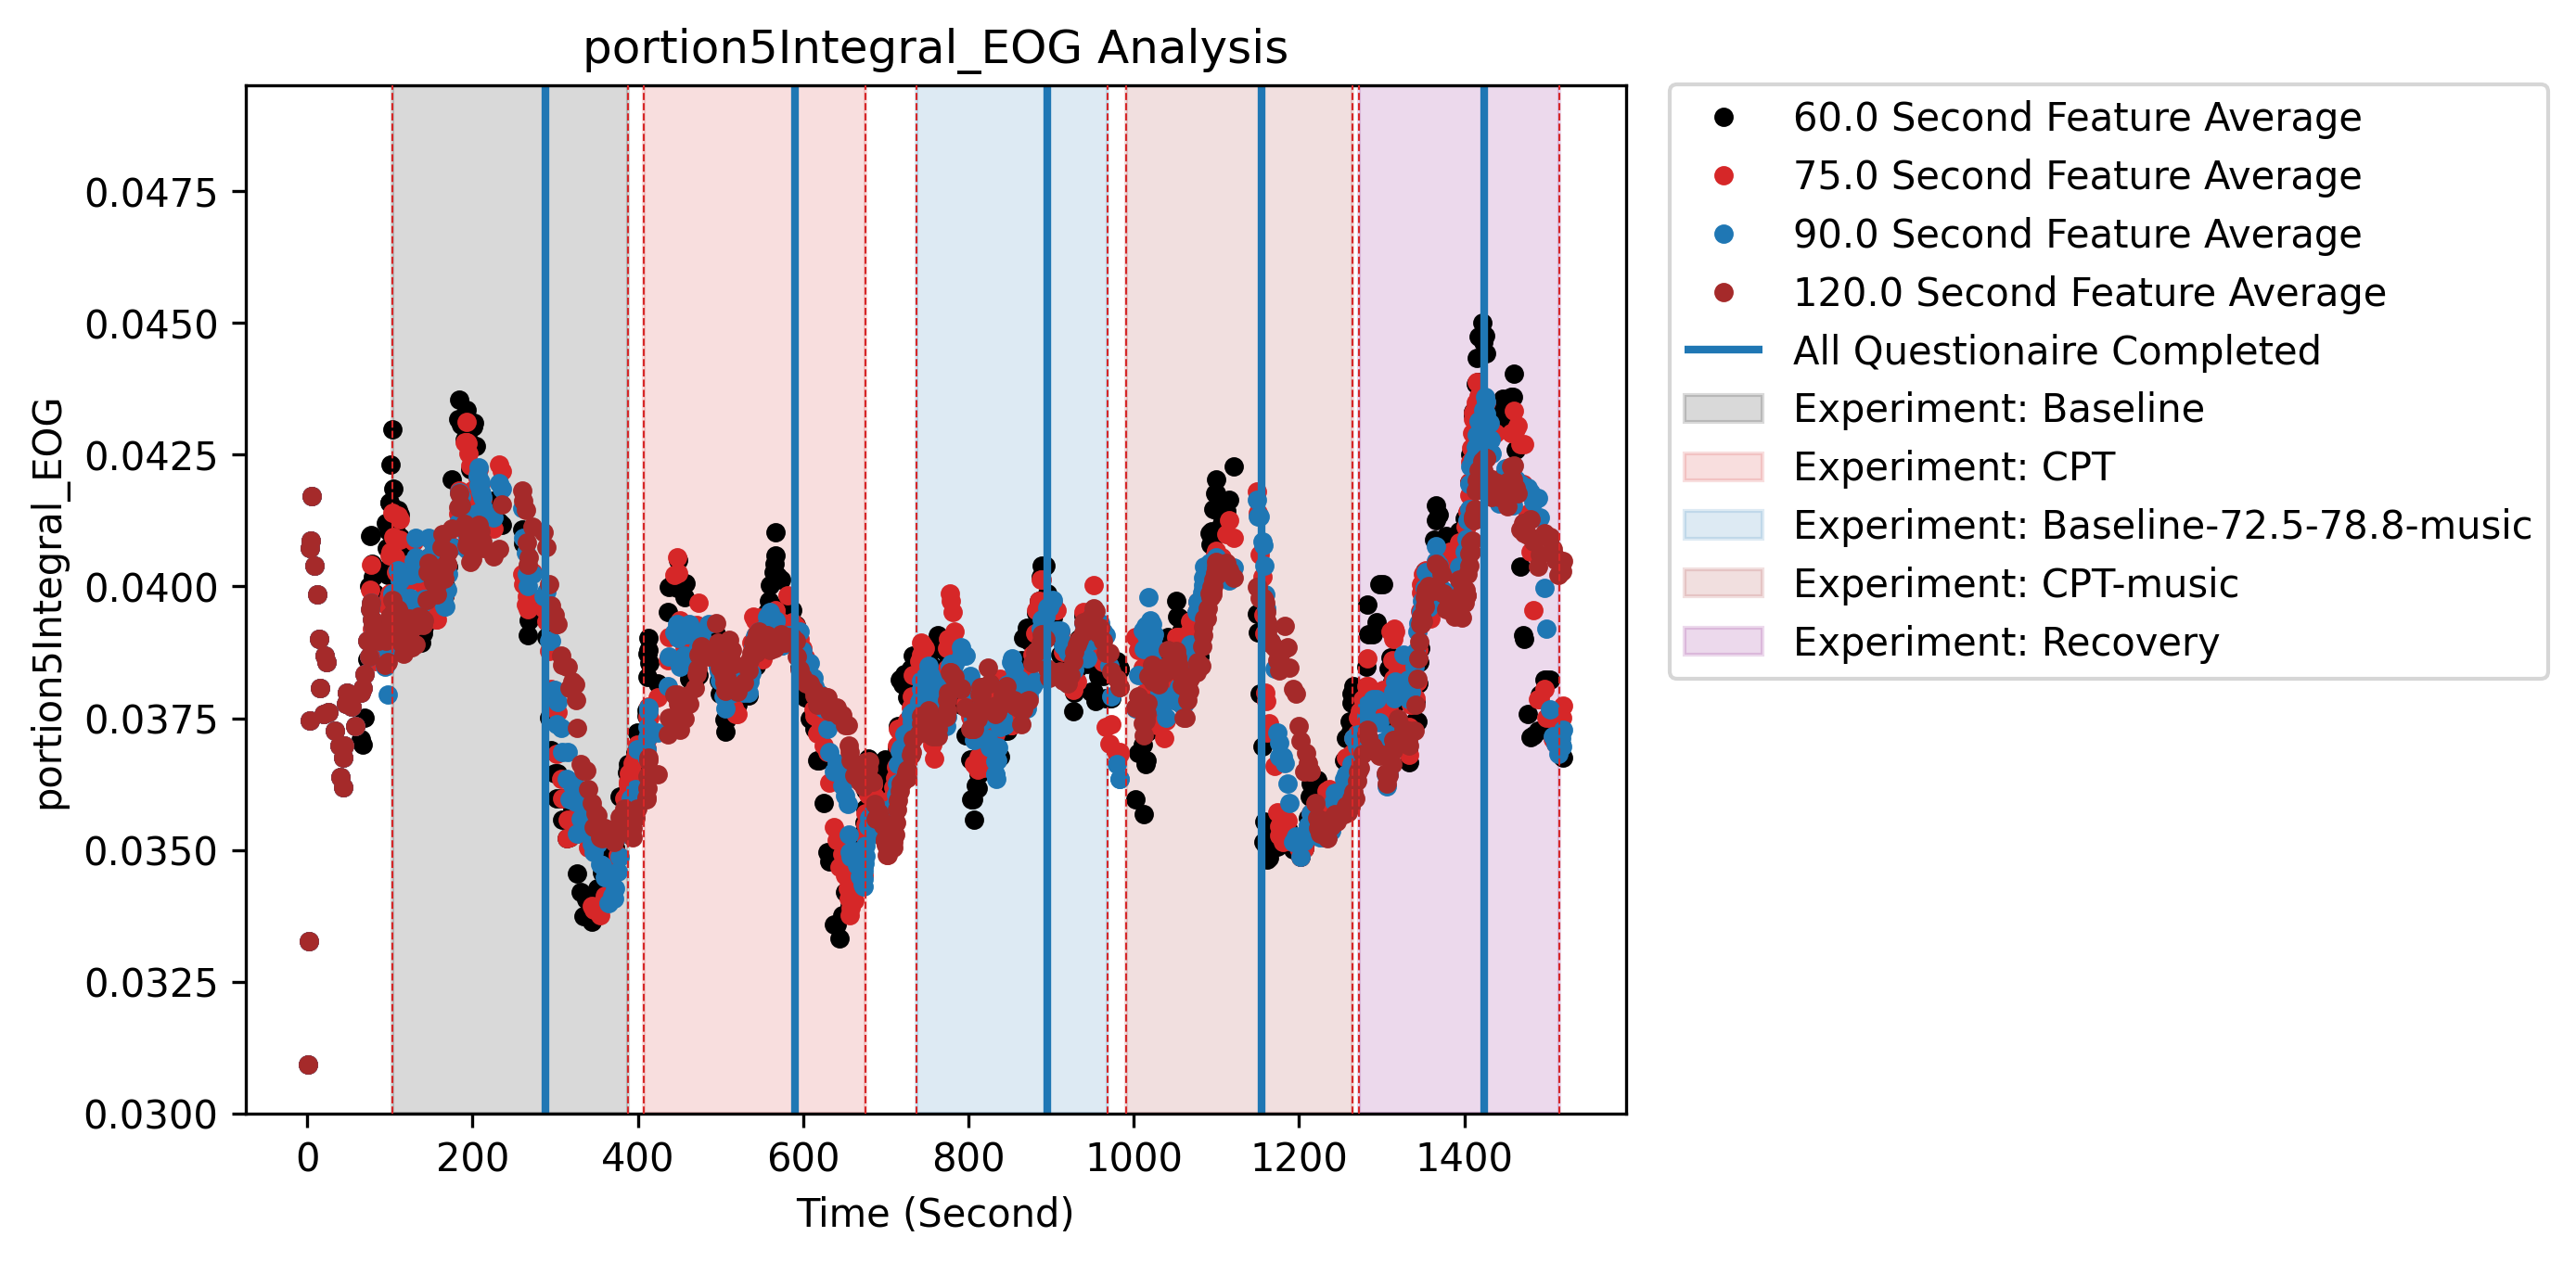 portion5Integral_EOG Analysis
portion5Integral_EOG
0.0475
0.0450
0.0425
0.0400
0.0375
0.0350
0.0325
0.0300
0 200 400 600 800 1000 1200 1400
Time (Second)
60.0 Second Feature Average
75.0 Second Feature Average
90.0 Second Feature Average
120.0 Second Feature Average
All Questionaire Completed
Experiment: Baseline
Experiment: CPT
Experiment: Baseline-72.5-78.8-music
Experiment: CPT-music
Experiment: Recovery